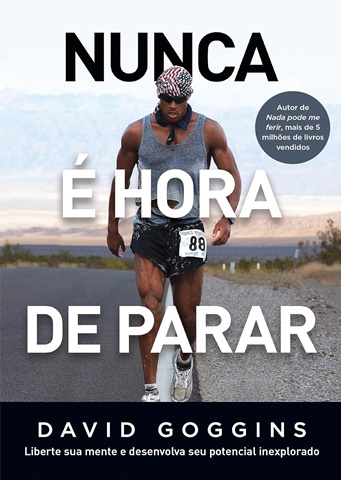 NUNCA
Autor de
Nada pode me
ferir, mais de 5
milhões de livros
vendidos
É HORA
88
DE PARAR
DAVID GOGGINS
Liberte sua mente e desenvolva seu potencial inexplorado